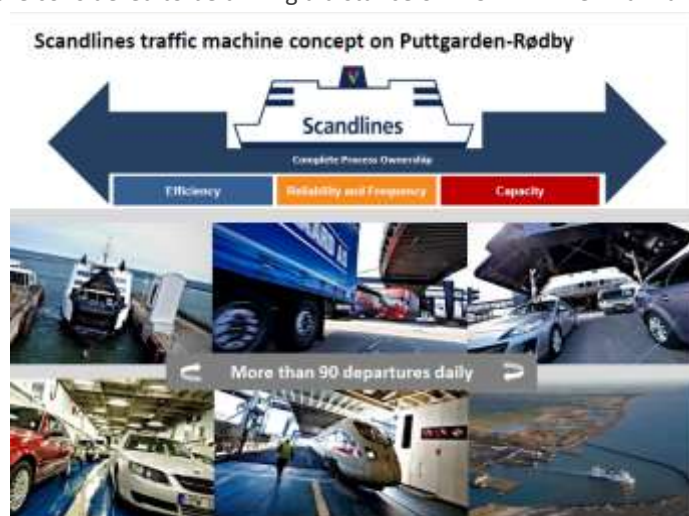 Scandlines traffic machine concept on Puttgarden-Rødby
Scandlines
Complete Process Ownership
Efficiency
Reliability and Frequency
Capacity
More than 90 departures daily